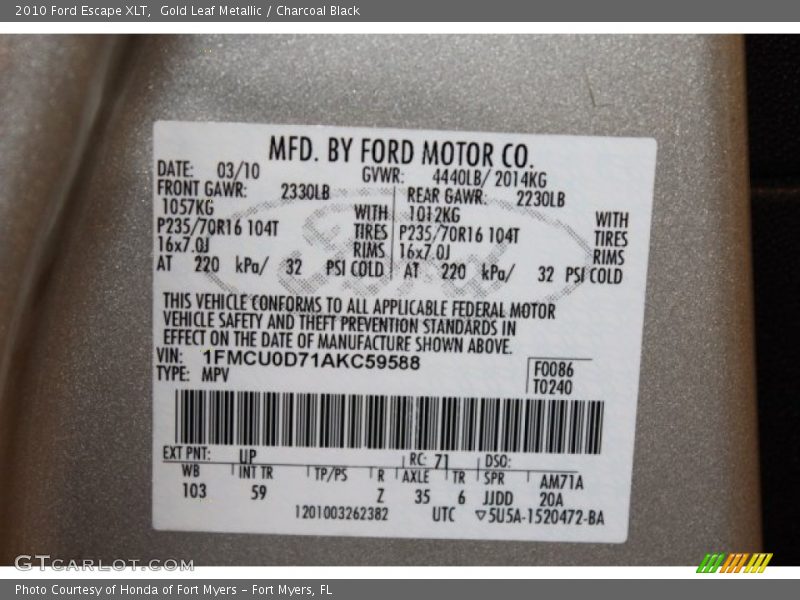 2010 Ford Escape XLT, Gold Leaf Metallic / Charcoal Black
MFD. BY FORD MOTOR CO.
DATE: 03/10 GVWR: 4440LB/ 2014KG
FRONT GAWR: 2330LB REAR GAWR: 2230LB
1057KG WITH 1012KG WITH
P235/70R16 104T TIRES P235/70R16 104T TIRES
16x7.0J RIMS 16x7.0J RIMS
AT 220 kPa/ 32 PSI COLD AT 220 kPa/ 32 PSI COLD
THIS VEHICLE CONFORMS TO ALL APPLICABLE FEDERAL MOTOR
VEHICLE SAFETY AND THEFT PREVENTION STANDARDS IN
EFFECT ON THE DATE OF MANUFACTURE SHOWN ABOVE.
VIN: 1FMCU0D71AKC59588
TYPE: MPV F0086
T0240
EXT PNT: UP RC: 71 DSO:
WB INT TR TP/PS R AXLE TR SPR AM71A
103 59 Z 35 6 JJDD 20A
1201003262382 UTC ▽5U5A-1520472-BA
GTCarLot.com
Photo Courtesy of Honda of Fort Myers - Fort Myers, FL